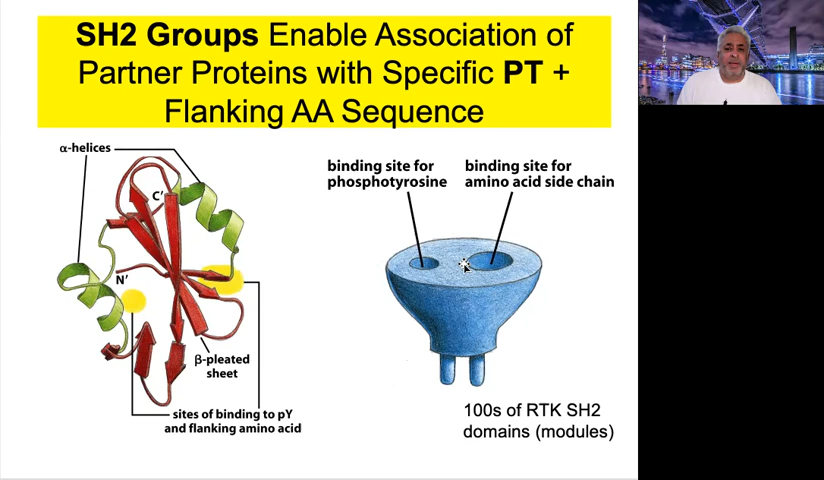 SH2 Groups Enable Association of
Partner Proteins with Specific PT +
Flanking AA Sequence
α-helices
C'
N'
β-pleated
sheet
sites of binding to pY
and flanking amino acid
binding site for
phosphotyrosine
binding site for
amino acid side chain
100s of RTK SH2
domains (modules)